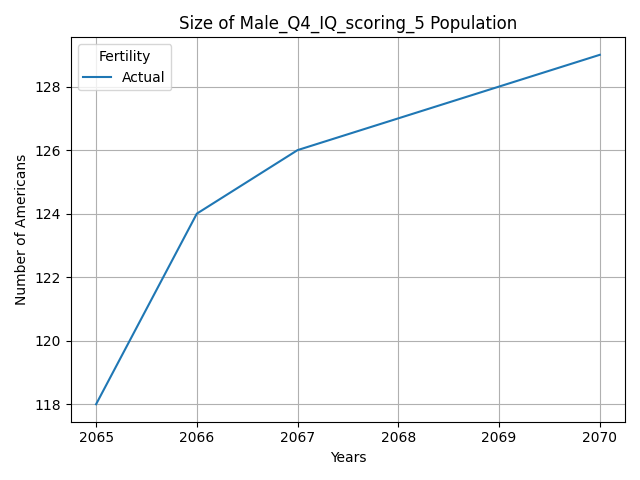 Size of Male_Q4_IQ_scoring_5 Population
Fertility
Actual
Number of Americans
128
126
124
122
120
118
2065 2066 2067 2068 2069 2070
Years